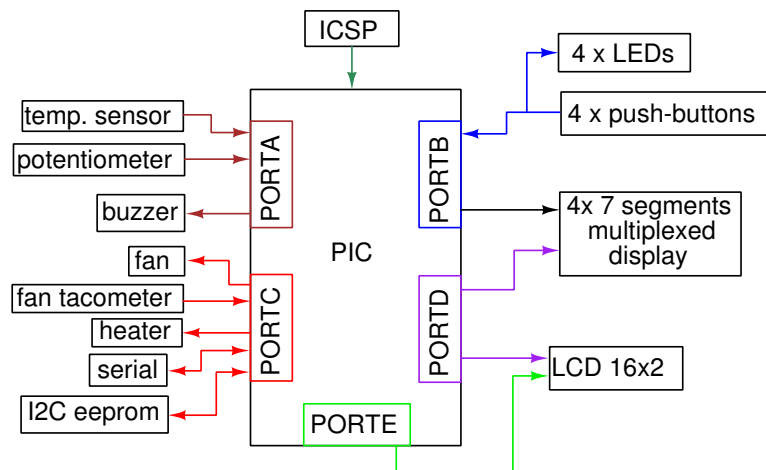 ICSP
4 x LEDs
temp. sensor
4 x push-buttons
potentiometer
PORTA
PORTB
buzzer
4x 7 segments
multiplexed
display
PIC
fan
fan tacometer
PORTC
PORTD
heater
serial
LCD 16x2
I2C eeprom
PORTE